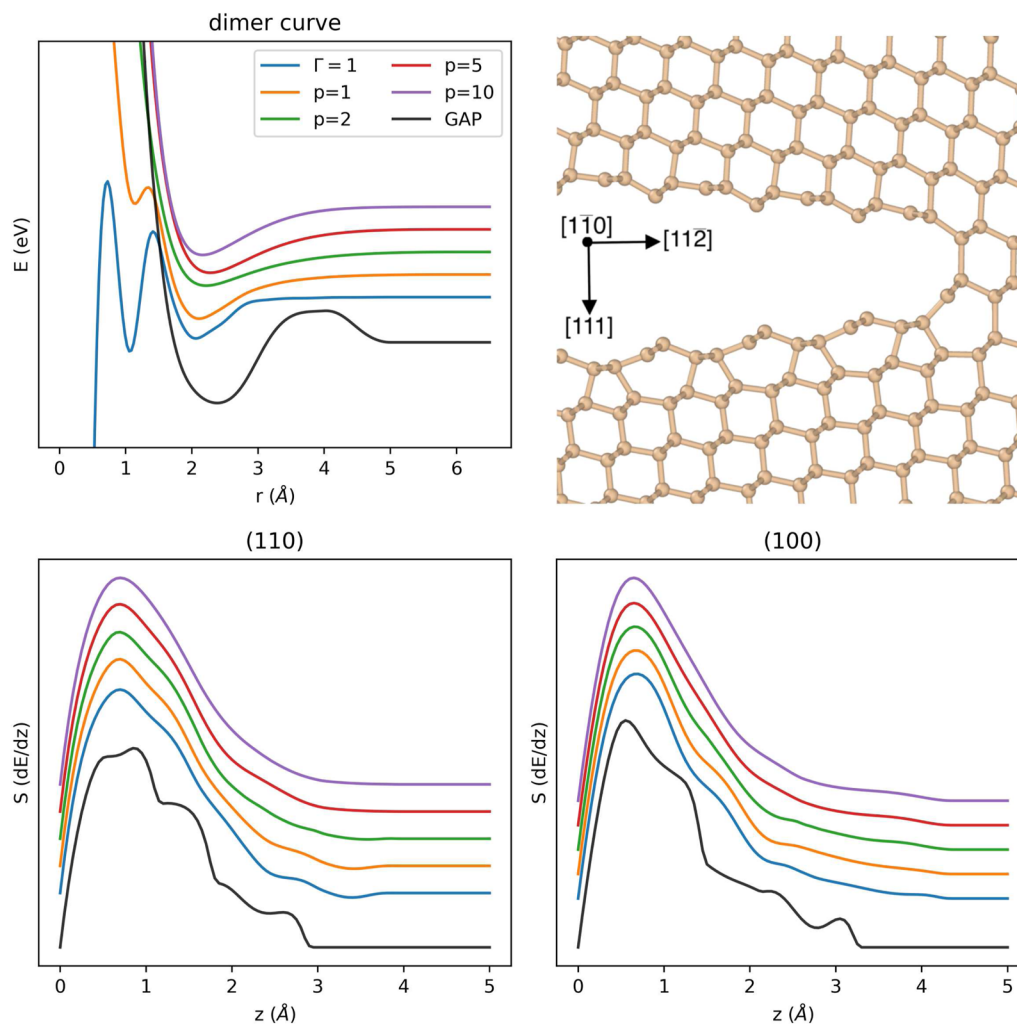 dimer curve
Γ = 1
p=1
p=2
p=5
p=10
GAP
E (eV)
0 1 2 3 4 5 6
r (Å)
[11̅0]
[112̅]
[111]
(110)
S (dE/dz)
0 1 2 3 4 5
z (Å)
(100)
S (dE/dz)
0 1 2 3 4 5
z (Å)